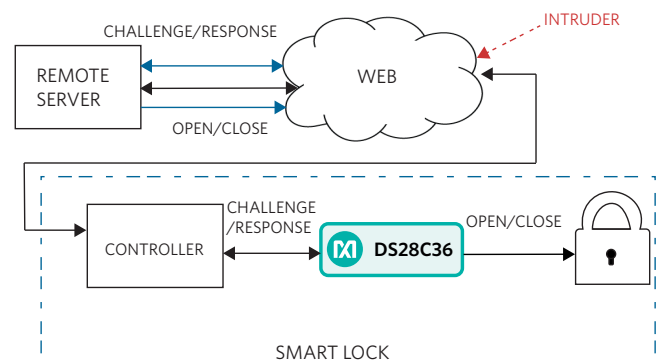 CHALLENGE/RESPONSE
INTRUDER
REMOTE
SERVER
WEB
OPEN/CLOSE
CHALLENGE
/RESPONSE
OPEN/CLOSE
CONTROLLER
DS28C36
SMART LOCK